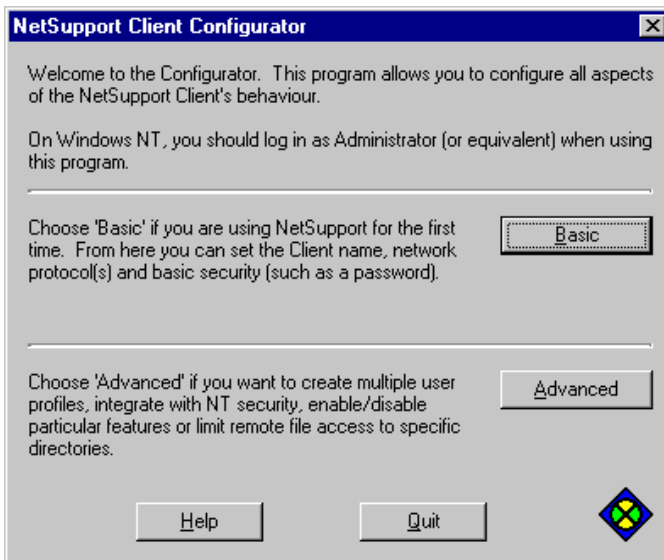 NetSupport Client Configurator
Welcome to the Configurator. This program allows you to configure all aspects
of the NetSupport Client's behaviour.
On Windows NT, you should log in as Administrator (or equivalent) when using
this program.
Choose 'Basic' if you are using NetSupport for the first
time. From here you can set the Client name, network
protocol(s) and basic security (such as a password).
Basic
Choose 'Advanced' if you want to create multiple user
profiles, integrate with NT security, enable/disable
particular features or limit remote file access to specific
directories.
Advanced
Help
Quit